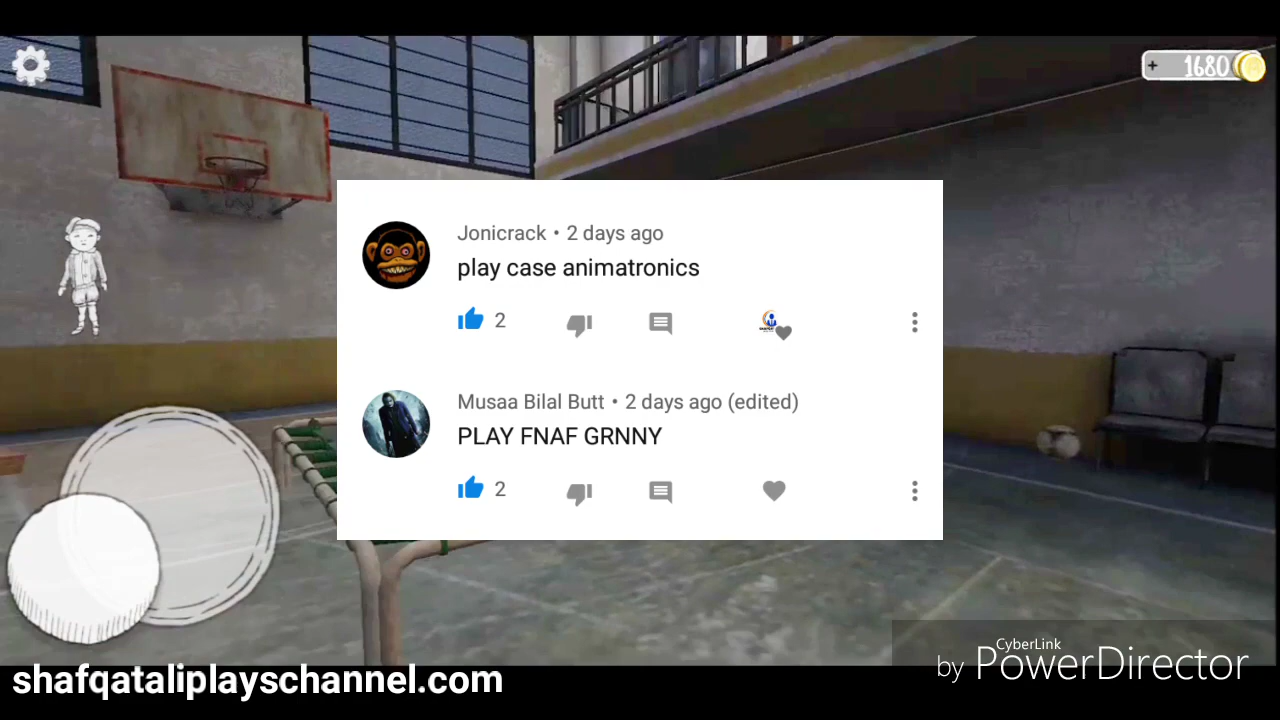 + 1680
Jonicrack • 2 days ago
play case animatronics
2
Musaa Bilal Butt • 2 days ago (edited)
PLAY FNAF GRNNY
2
CyberLink
by PowerDirector
shafqataliplayschannel.com